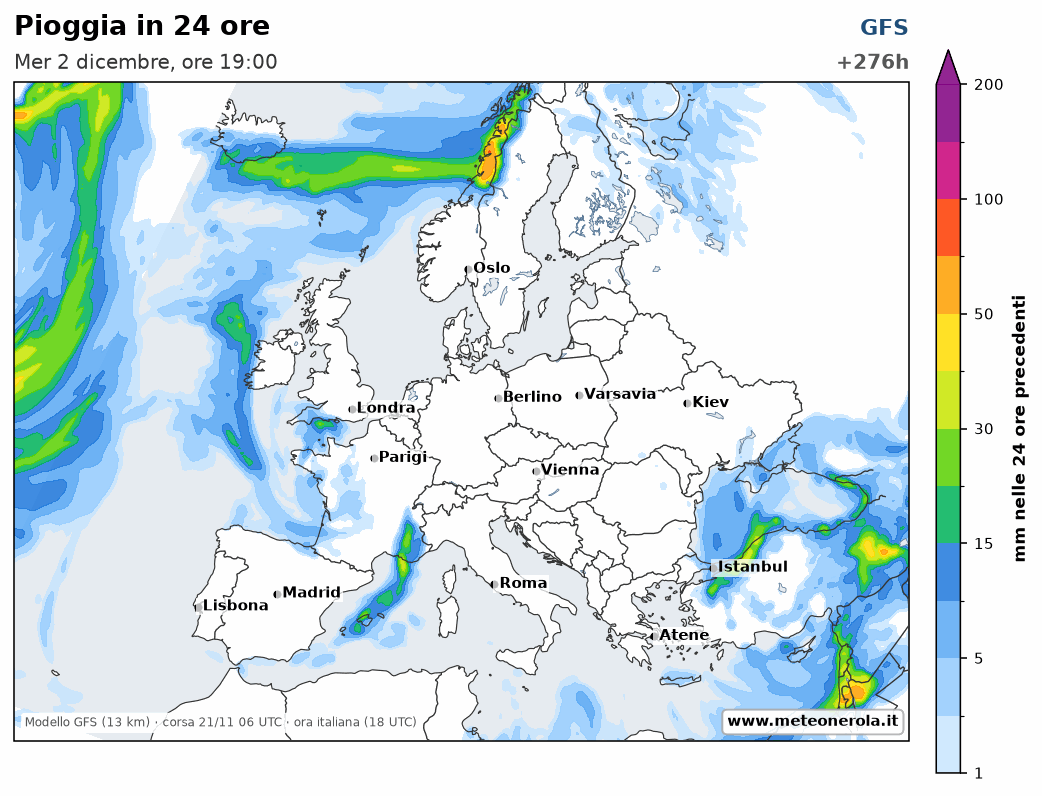 Pioggia in 24 ore
GFS
Mer 2 dicembre, ore 19:00
+276h
200
100
50
30
15
5
1
mm nelle 24 ore precedenti
Oslo
Berlino
Varsavia
Kiev
Londra
Parigi
Vienna
Istanbul
Roma
Madrid
Lisbona
Atene
Modello GFS (13 km) · corsa 21/11 06 UTC · ora italiana (18 UTC)
www.meteonerola.it